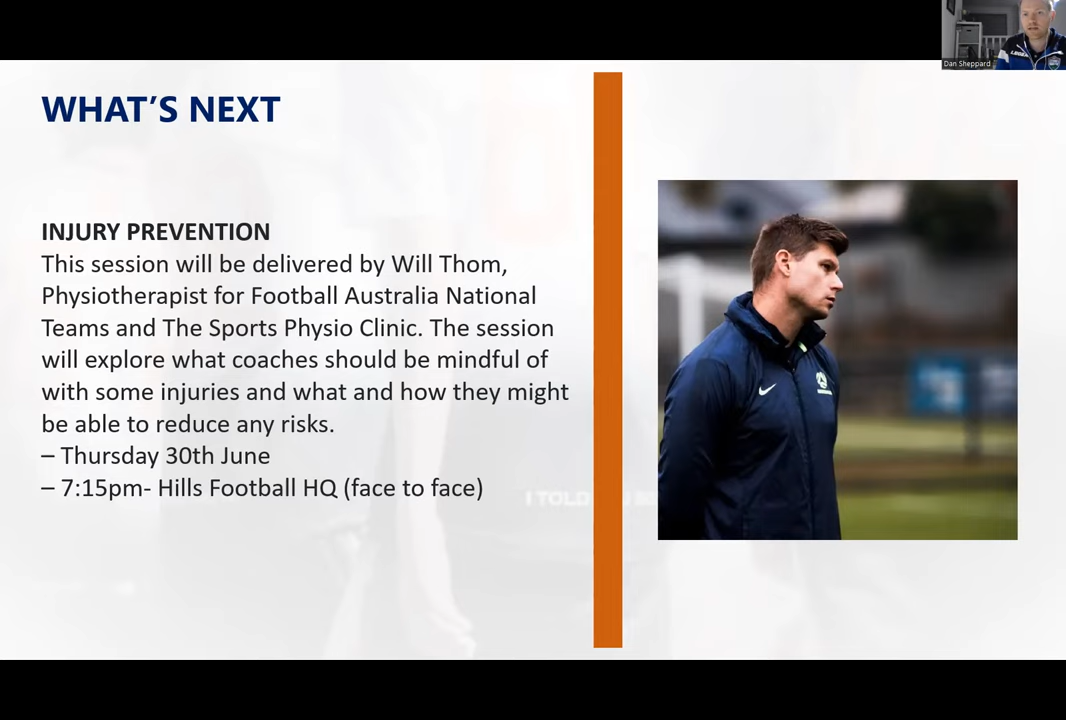 Dan Sheppard
WHAT'S NEXT
INJURY PREVENTION
This session will be delivered by Will Thom,
Physiotherapist for Football Australia National
Teams and The Sports Physio Clinic. The session
will explore what coaches should be mindful of
with some injuries and what and how they might
be able to reduce any risks.
– Thursday 30th June
– 7:15pm- Hills Football HQ (face to face)
I TOLD